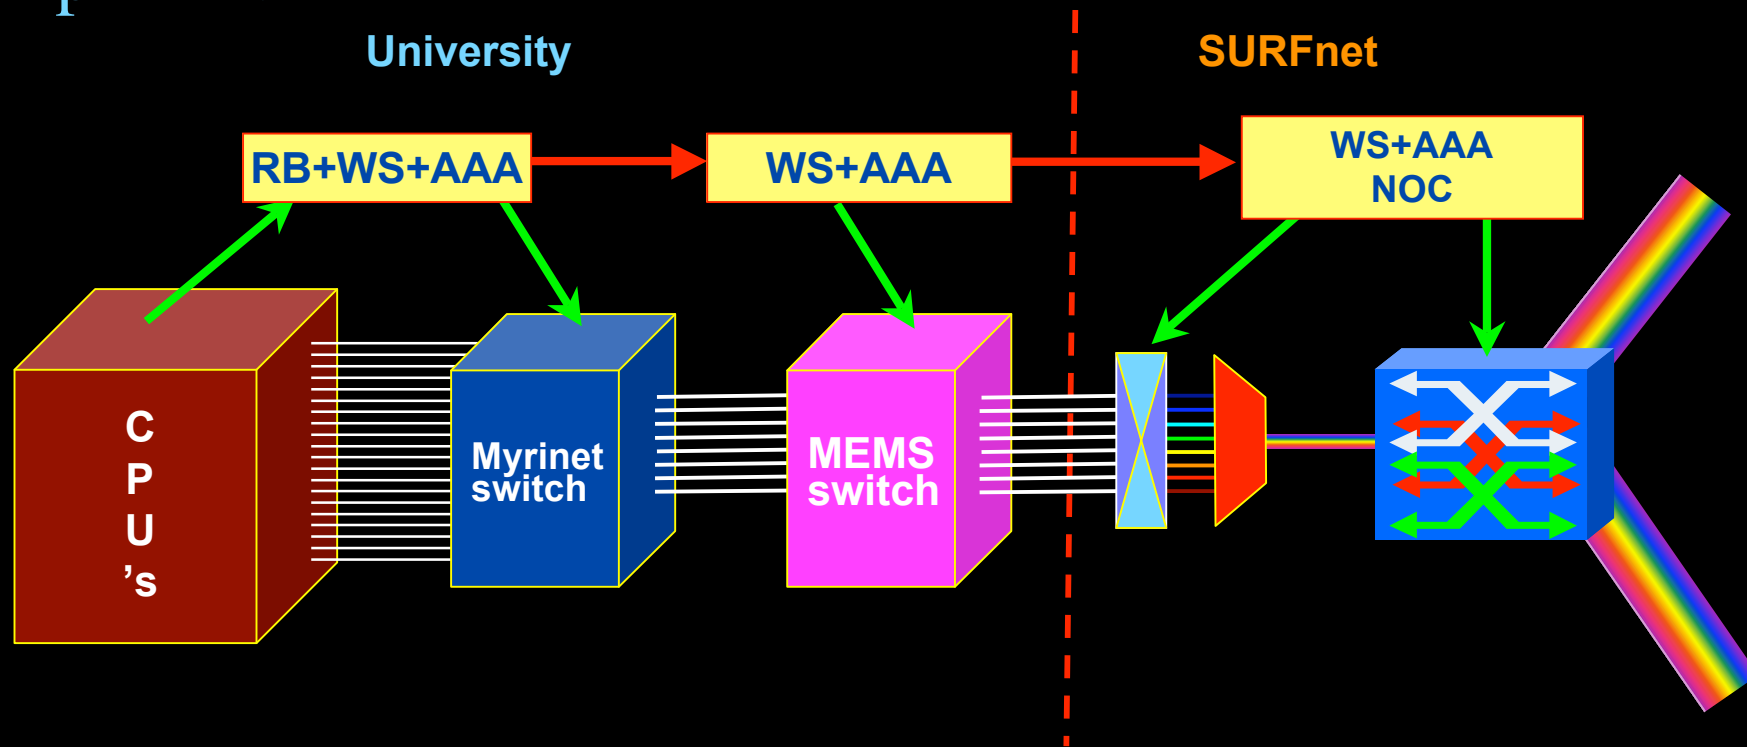 University
SURFnet
RB+WS+AAA
WS+AAA
WS+AAA
NOC
C
P
U
’s
Myrinet
switch
MEMS
switch